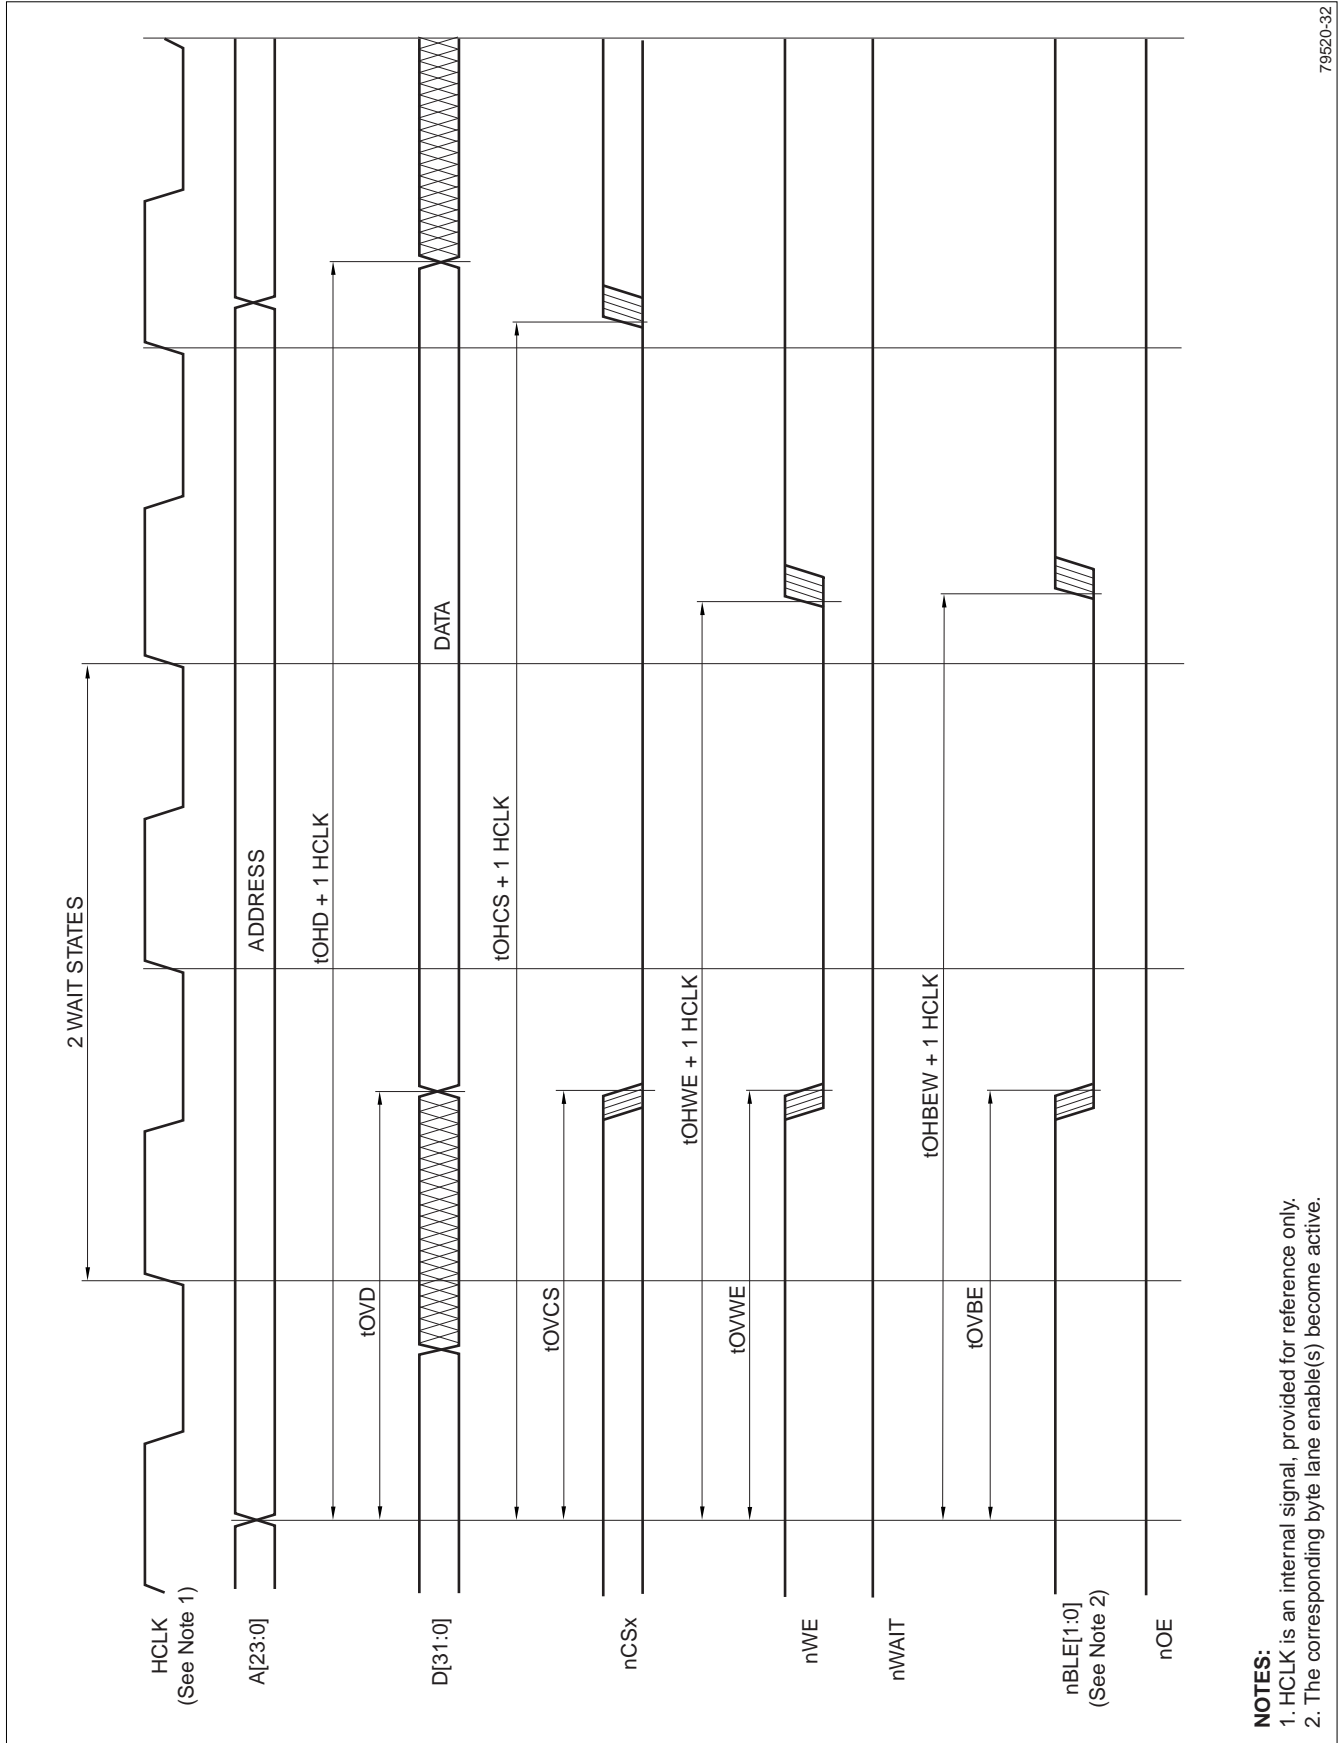 2 WAIT STATES
HCLK
(See Note 1)
A[23:0]
ADDRESS
tOHD + 1 HCLK
tOVD
D[31:0]
DATA
tOHCS + 1 HCLK
tOVCS
nCSx
tOHWE + 1 HCLK
tOVWE
nWE
nWAIT
tOHBEW + 1 HCLK
tOVBE
nBLE[1:0]
(See Note 2)
nOE
NOTES:
1. HCLK is an internal signal, provided for reference only.
2. The corresponding byte lane enable(s) become active.
79520-32